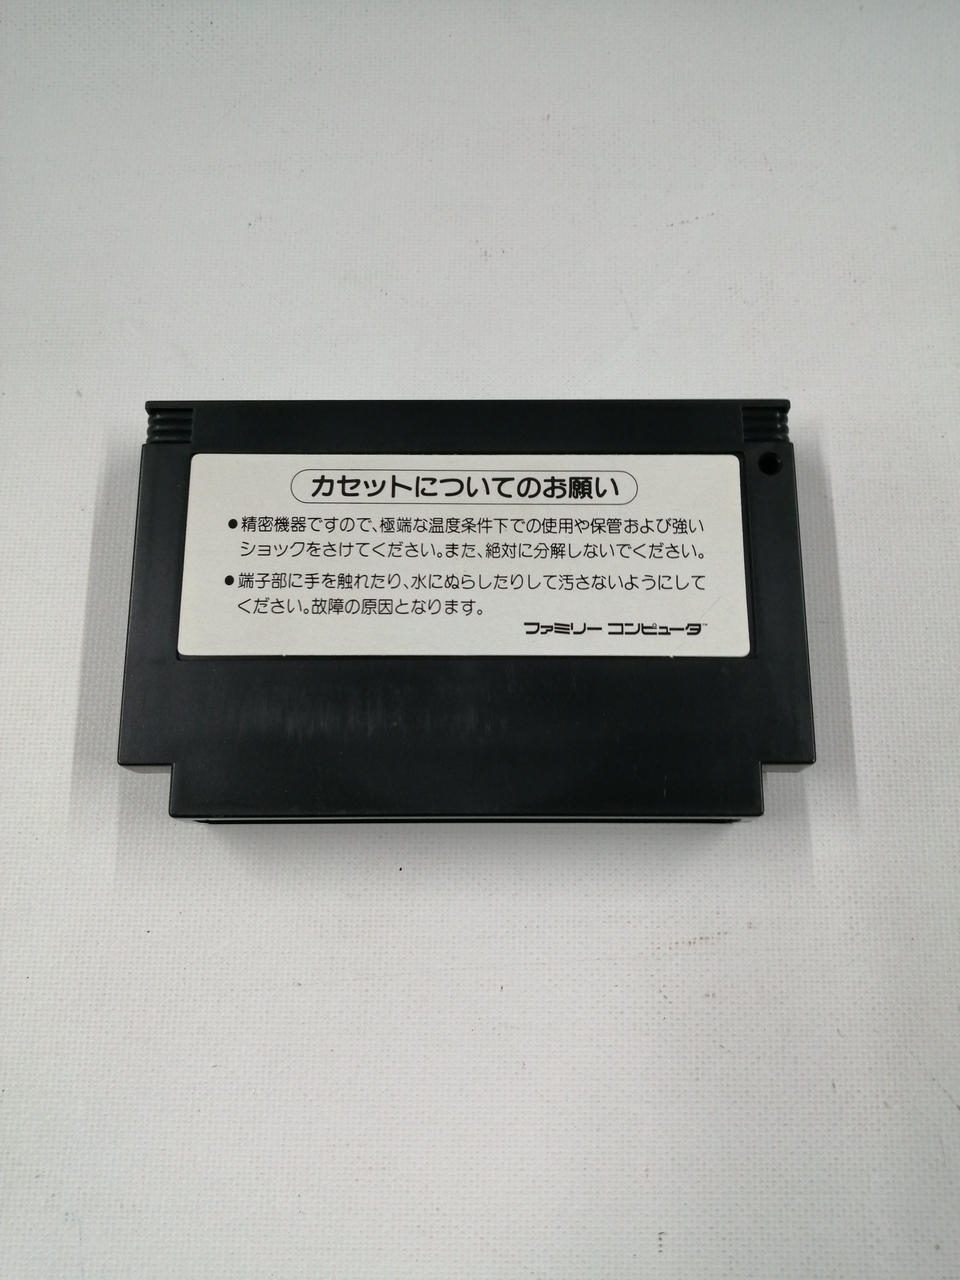 カセットについてのお願い
●精密機器ですので、極端な温度条件下での使用や保管および強い
ショックをさけてください。また、絶対に分解しないでください。
●端子部に手を触れたり、水にぬらしたりして汚さないようにして
ください。故障の原因となります。
ファミリー コンピュータ™